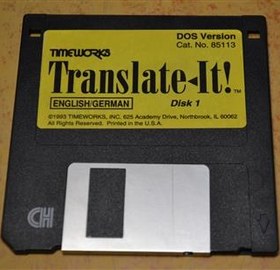 DOS Version
Cat. No. 85113
TIMEWORKS
Translate It!™
ENGLISH/GERMAN
Disk 1
©1993 TIMEWORKS, INC. 625 Academy Drive, Northbrook, IL 60062
All Rights Reserved. Printed in the U.S.A.
CH